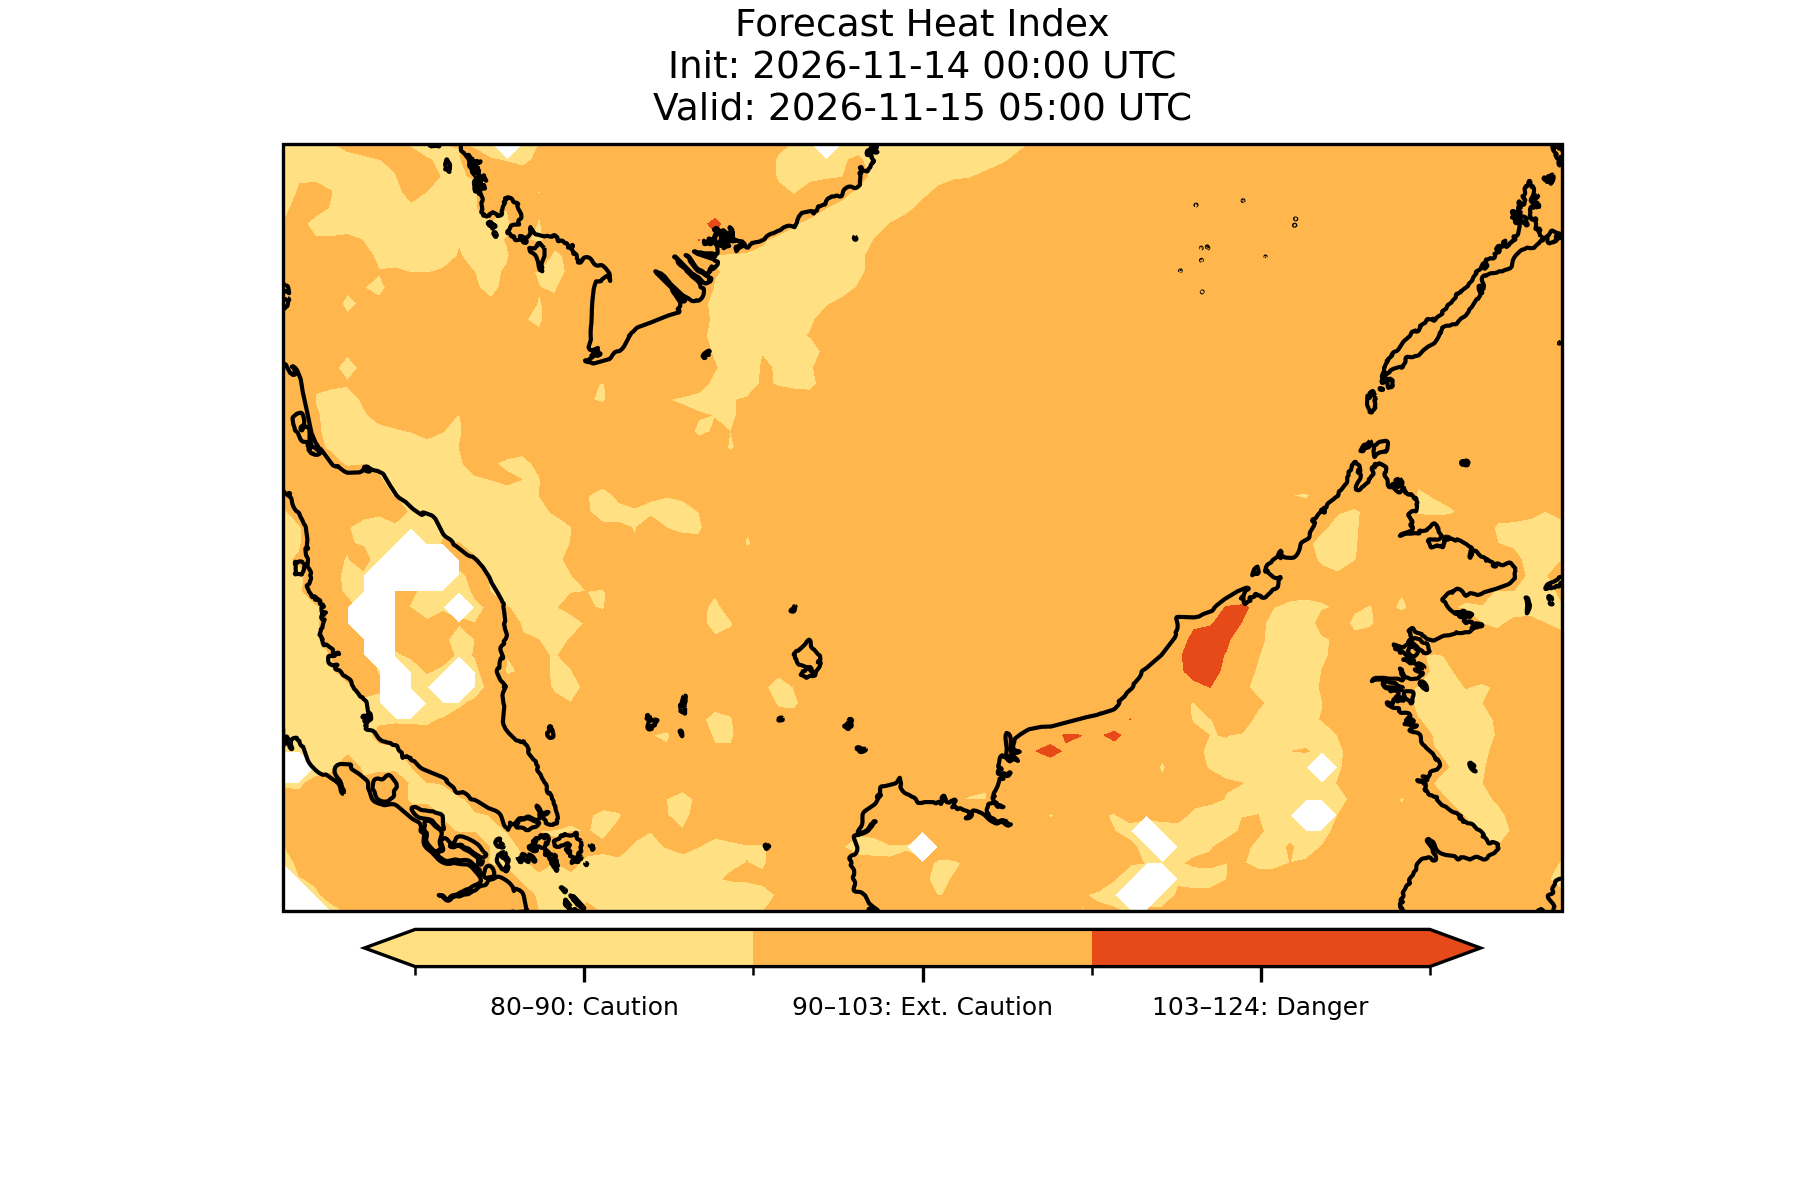 Forecast Heat Index
Init: 2026-11-14 00:00 UTC
Valid: 2026-11-15 05:00 UTC
80–90: Caution
90–103: Ext. Caution
103–124: Danger